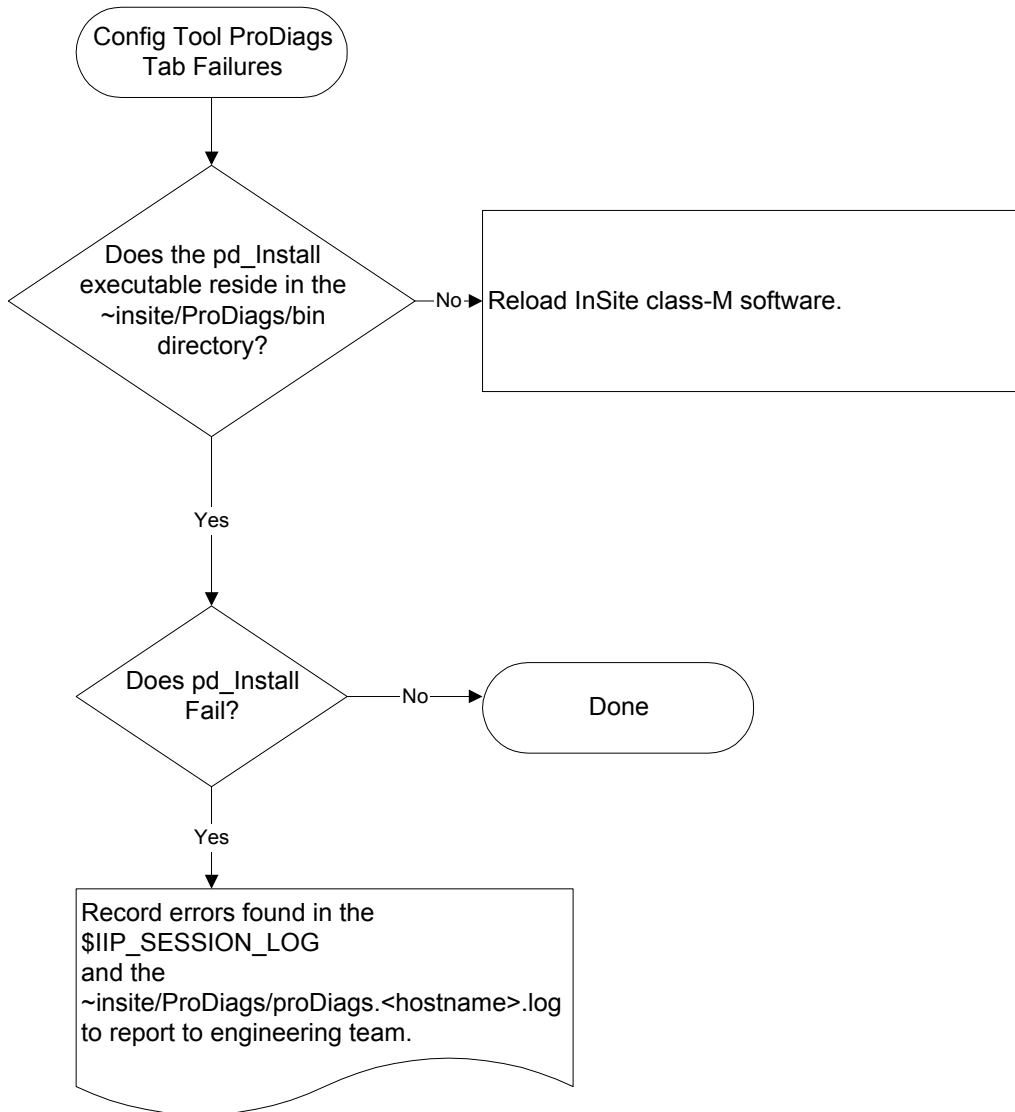 Config Tool ProDiags
Tab Failures
Does the pd_Install
executable reside in the
~insite/ProDiags/bin
directory?
No
Reload InSite class-M software.
Yes
Does pd_Install
Fail?
No
Done
Yes
Record errors found in the
$IIP_SESSION_LOG
and the
~insite/ProDiags/proDiags.<hostname>.log
to report to engineering team.